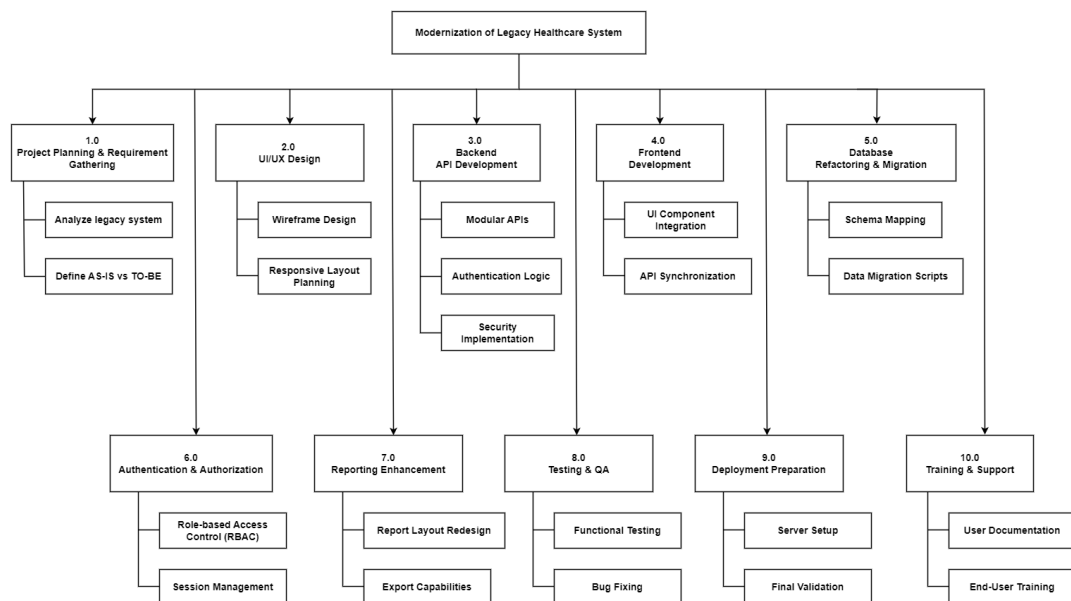 Modernization of Legacy Healthcare System
1.0
Project Planning & Requirement
Gathering
Analyze legacy system
Define AS-IS vs TO-BE
2.0
UI/UX Design
Wireframe Design
Responsive Layout
Planning
3.0
Backend
API Development
Modular APIs
Authentication Logic
Security
Implementation
4.0
Frontend
Development
UI Component
Integration
API Synchronization
5.0
Database
Refactoring & Migration
Schema Mapping
Data Migration Scripts
6.0
Authentication & Authorization
Role-based Access
Control (RBAC)
Session Management
7.0
Reporting Enhancement
Report Layout Redesign
Export Capabilities
8.0
Testing & QA
Functional Testing
Bug Fixing
9.0
Deployment Preparation
Server Setup
Final Validation
10.0
Training & Support
User Documentation
End-User Training